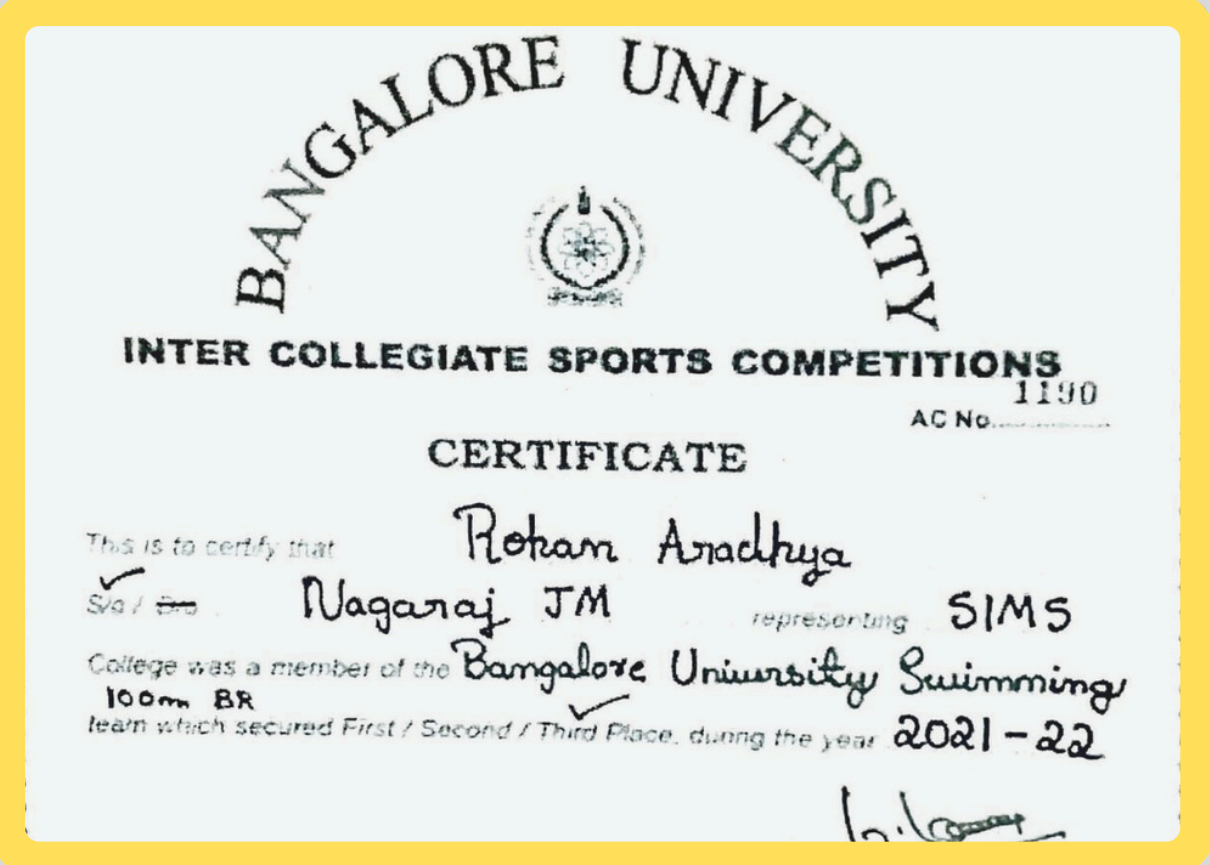 BANGALORE UNIVERSITY
INTER COLLEGIATE SPORTS COMPETITIONS
1190
AC No.
CERTIFICATE
This is to certify that Rohan Aradhya
S/o / D/o Nagaraj JM representing SIMS
College was a member of the Bangalore University Swimming
100m BR
team which secured First / Second / Third Place, during the year 2021-22